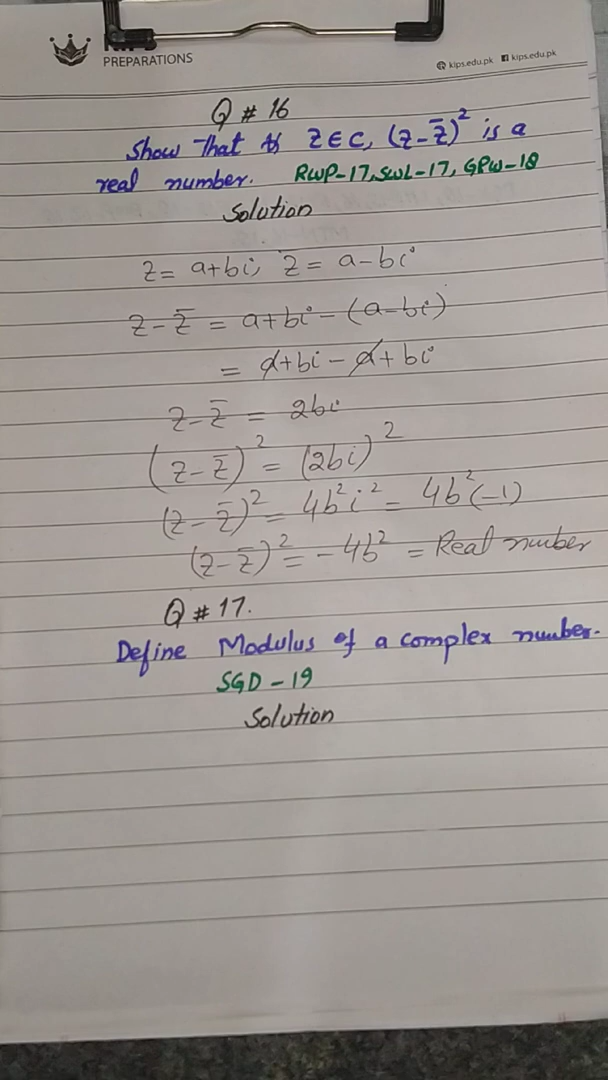 KIPS
PREPARATIONS
kips.edu.pk kips.edu.pk
Q # 16
Show That Z ∈ C, (z - z̄)² is a
real number. RWP-17, SWL-17, GRW-18
Solution
z = a+bi, z̄ = a-bi
z - z̄ = a+bi - (a-bi)
= a+bi - a+bi
z - z̄ = 2bi
(z - z̄)² = (2bi)²
(z - z̄)² = 4b²i² = 4b²(-1)
(z - z̄)² = -4b² = Real number
Q # 17.
Define Modulus of a complex number.
SGD - 19
Solution